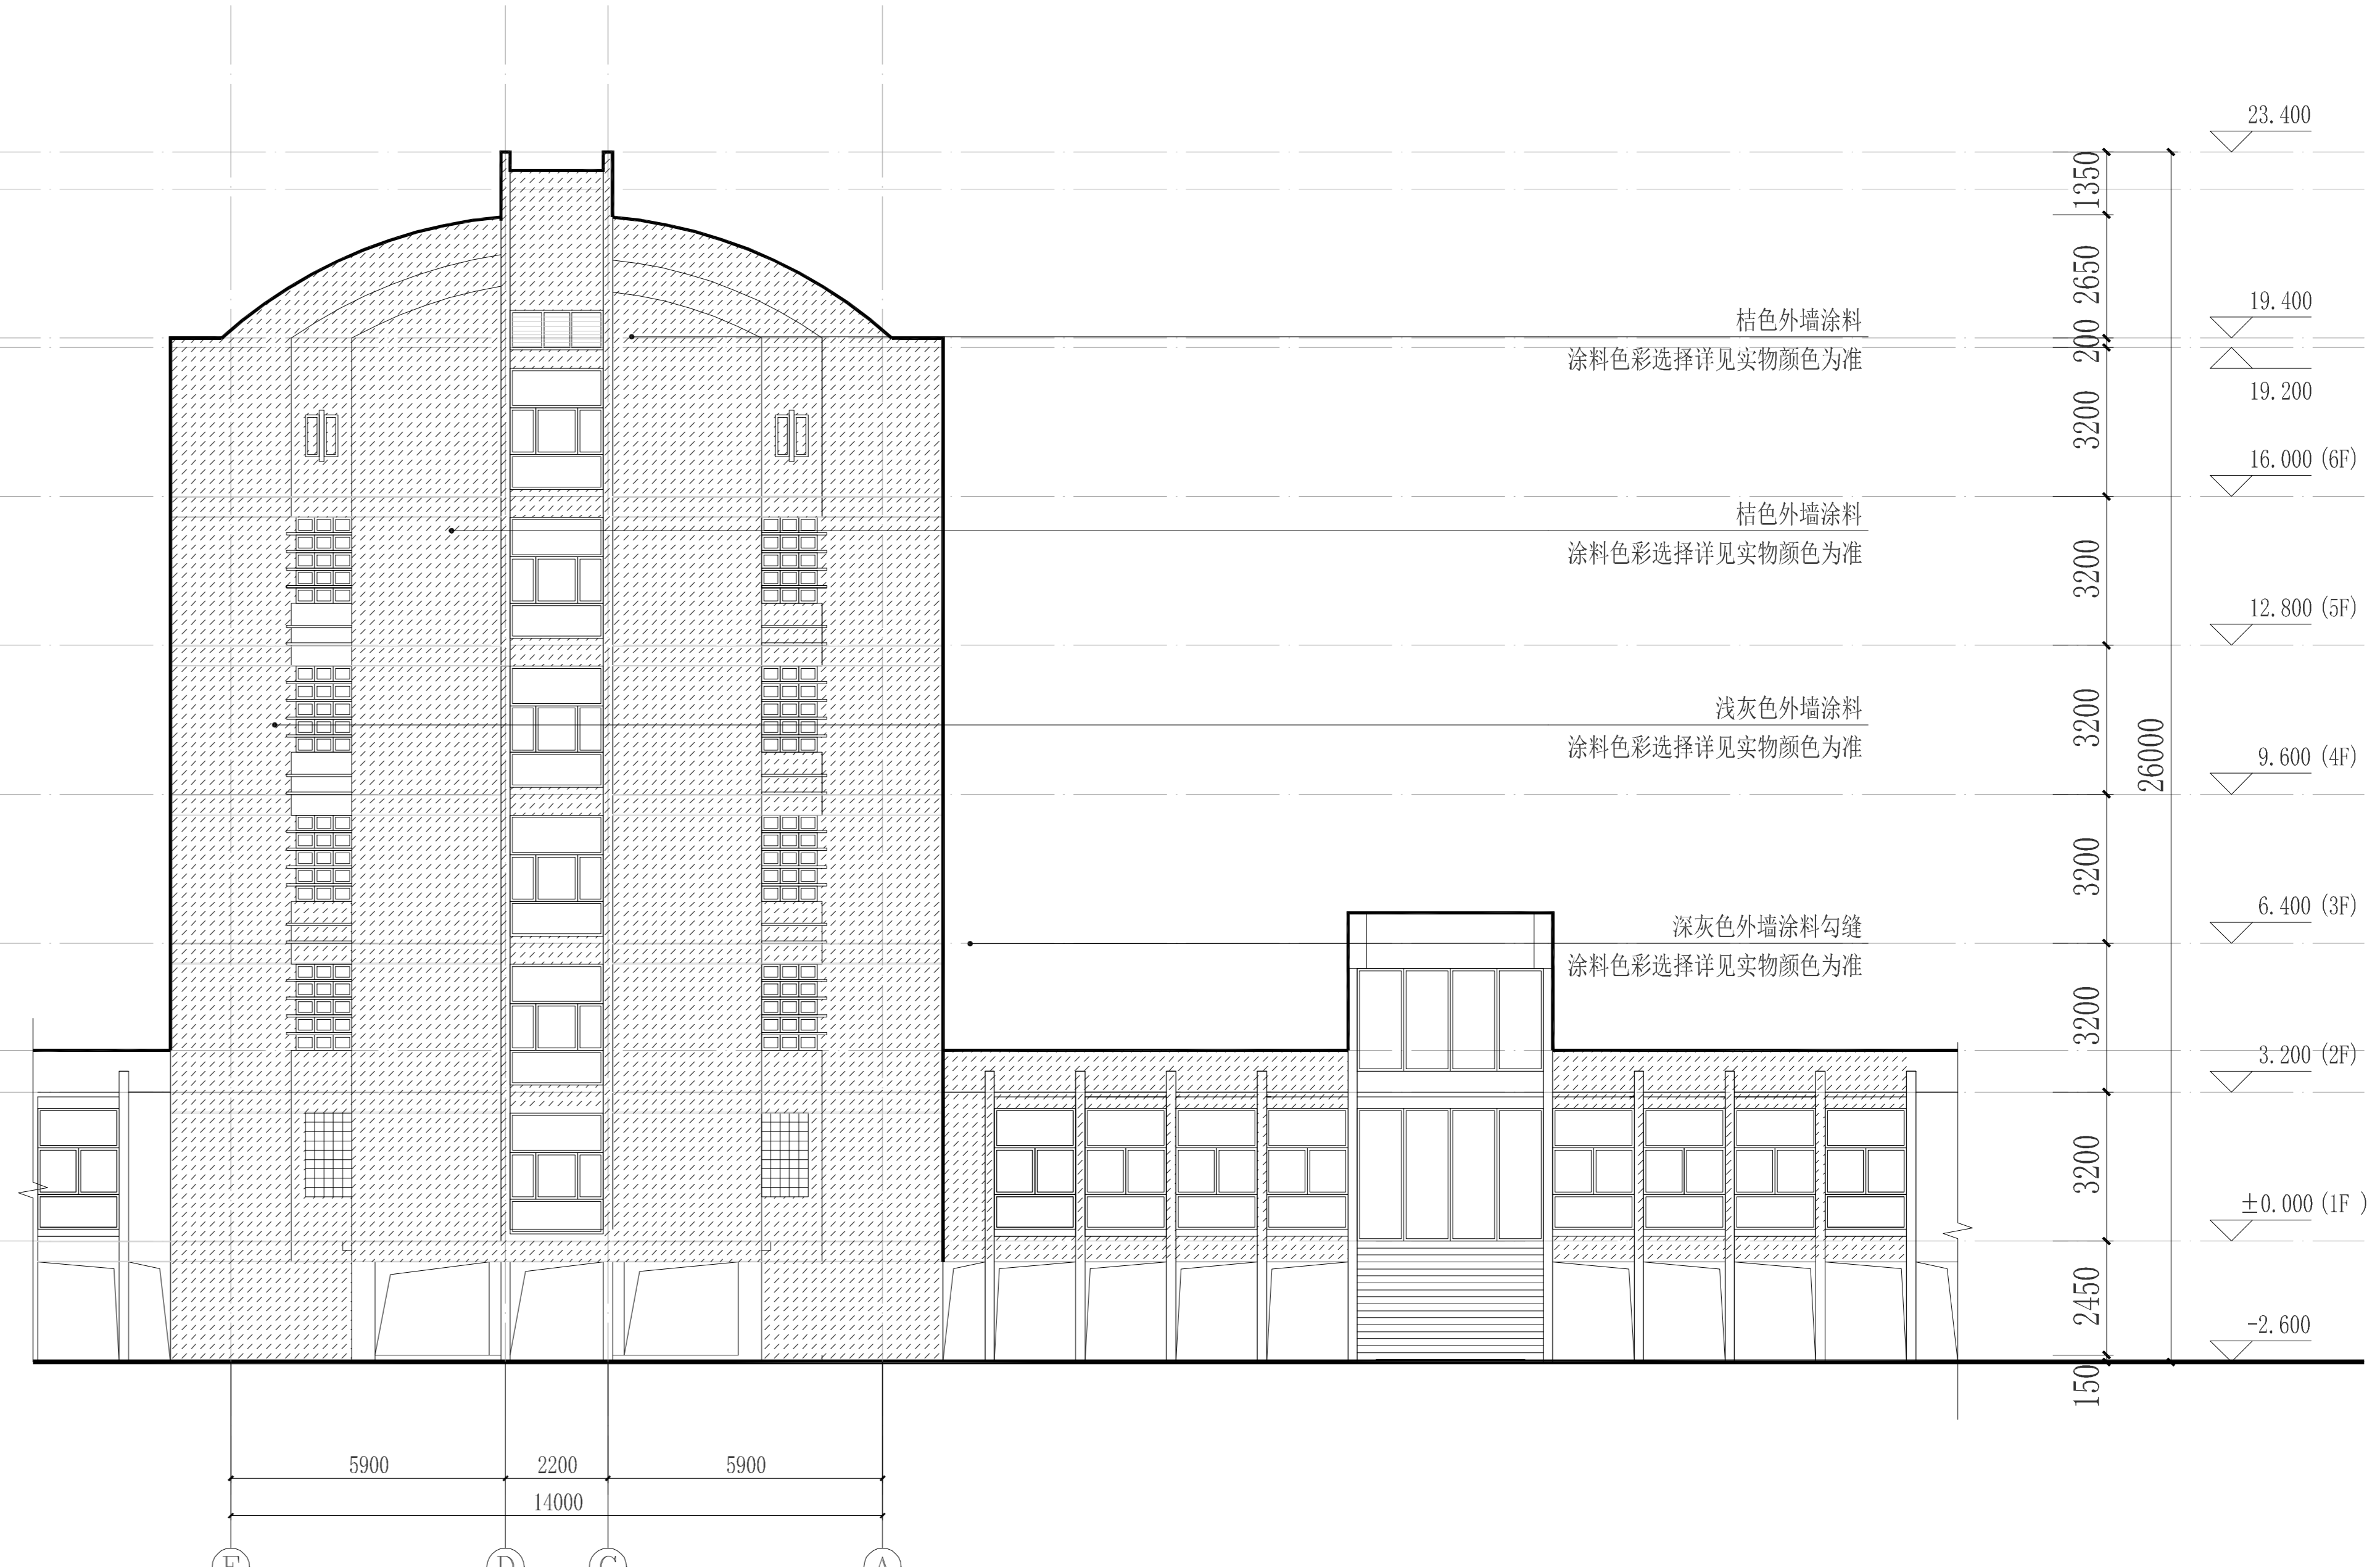 23.400
1350
2650
19.400
桔色外墙涂料
200
涂料色彩选择详见实物颜色为准
19.200
3200
16.000 (6F)
桔色外墙涂料
涂料色彩选择详见实物颜色为准
3200
12.800 (5F)
浅灰色外墙涂料
涂料色彩选择详见实物颜色为准
3200
26000
9.600 (4F)
3200
6.400 (3F)
深灰色外墙涂料勾缝
涂料色彩选择详见实物颜色为准
3200
3.200 (2F)
3200
±0.000 (1F )
2450
-2.600
150
5900 2200 5900
14000
D C A